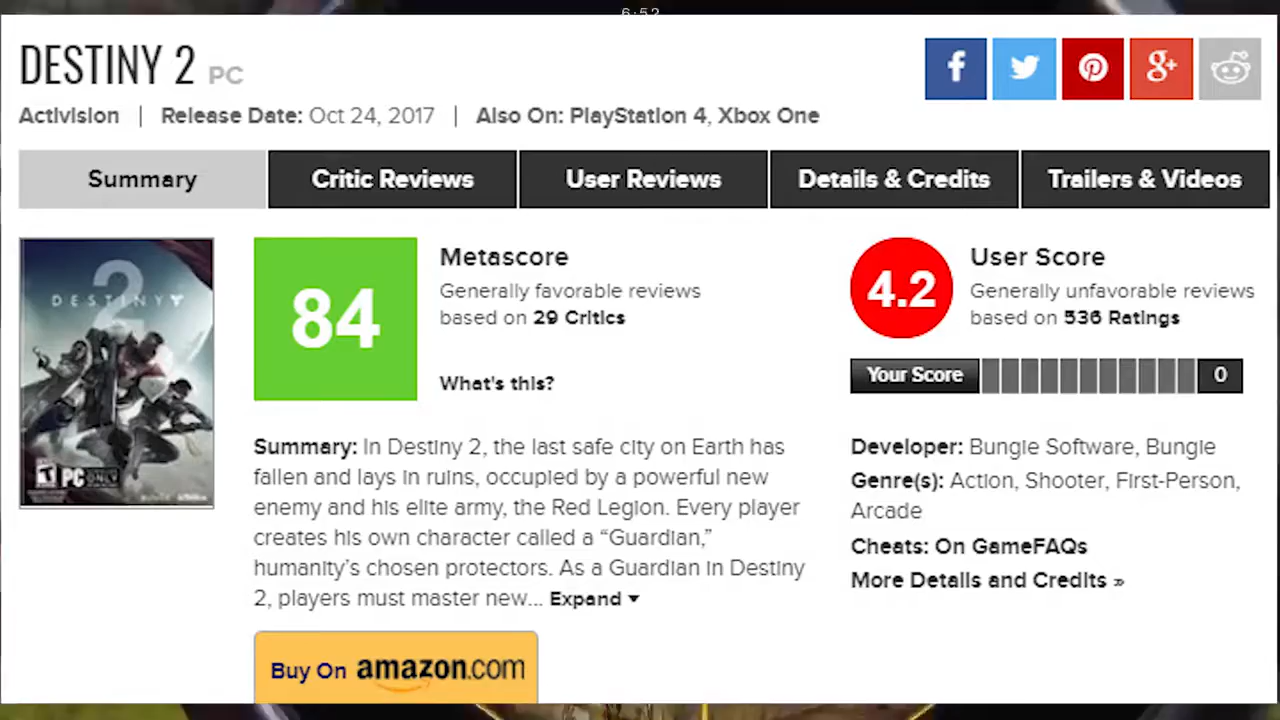 6:52
DESTINY 2 PC
Activision | Release Date: Oct 24, 2017 | Also On: PlayStation 4, Xbox One
Summary
Critic Reviews
User Reviews
Details & Credits
Trailers & Videos
2
DESTINY
T
PC ONLY
84
Metascore
Generally favorable reviews
based on 29 Critics
What's this?
4.2
User Score
Generally unfavorable reviews
based on 536 Ratings
Your Score
0
Summary: In Destiny 2, the last safe city on Earth has
fallen and lays in ruins, occupied by a powerful new
enemy and his elite army, the Red Legion. Every player
creates his own character called a “Guardian,”
humanity’s chosen protectors. As a Guardian in Destiny
2, players must master new... Expand
Developer: Bungie Software, Bungie
Genre(s): Action, Shooter, First-Person,
Arcade
Cheats: On GameFAQs
More Details and Credits »
Buy On amazon.com